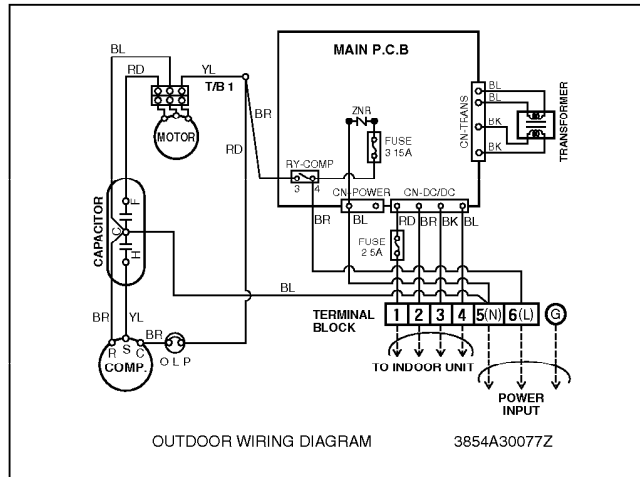 MAIN P.C.B
BL
RD
YL
T/B 1
BR
RD
MOTOR
ZNR
FUSE
3 15A
RY-COMP
3 4
CN-POWER
CN-DC/DC
CN-TRANS
BL
BL
BK
BK
TRANSFORMER
CAPACITOR
F
C
H
BR
BL
RD
BR
BK
BL
FUSE
2 5A
BL
TERMINAL
BLOCK
1 2 3 4 5(N) 6(L) G
BR
YL
BR
R
S
C
COMP.
O L P
TO INDOOR UNIT
POWER
INPUT
OUTDOOR WIRING DIAGRAM
3854A30077Z